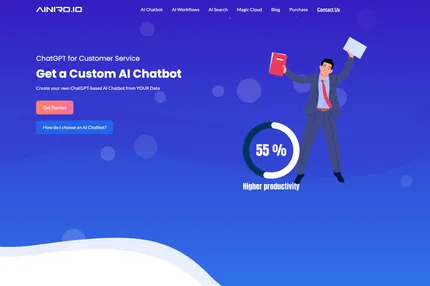 AINIRO.IO
AI Chatbot AI Workflows AI Search Magic Cloud Blog Purchase Contact Us
ChatGPT for Customer Service
Get a Custom AI Chatbot
Create your own ChatGPT-based AI Chatbot from YOUR Data
Get Started
How do I choose an AI Chatbot?
55 %
Higher productivity